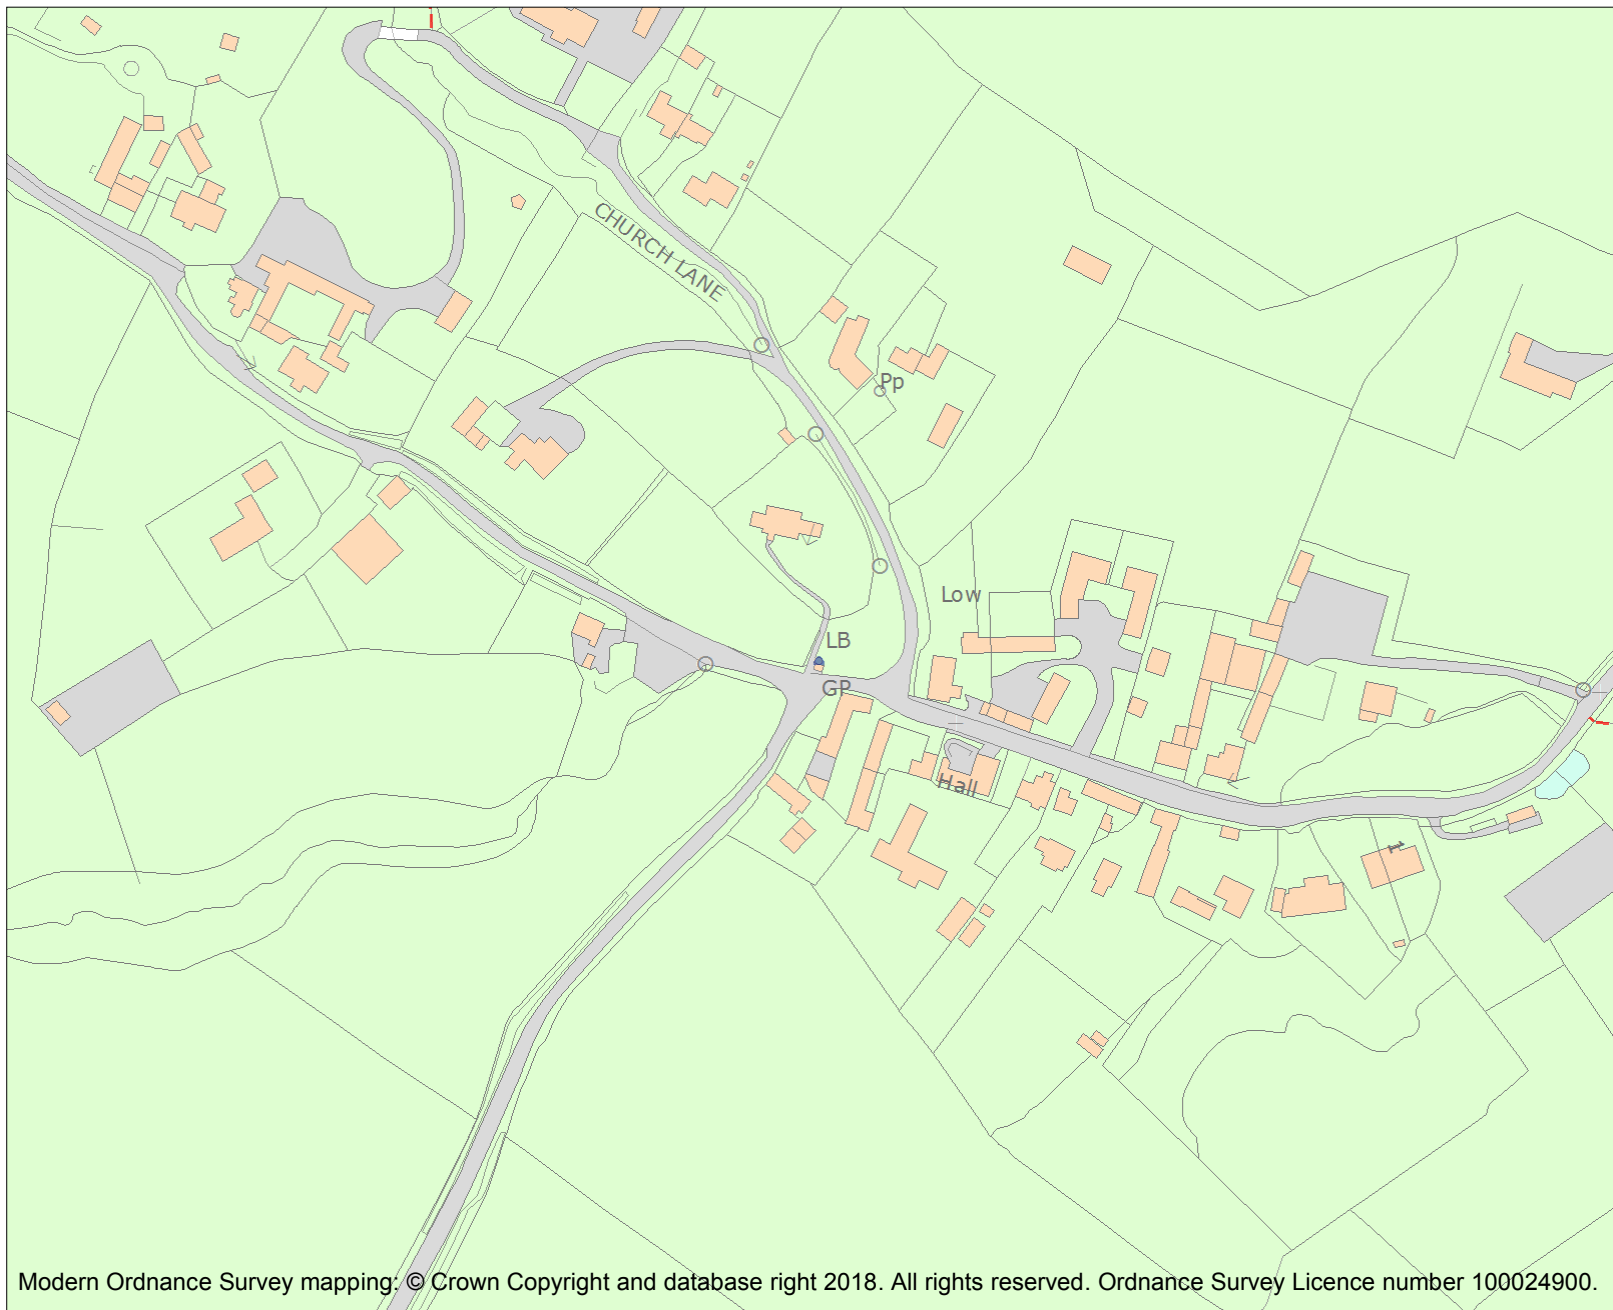 CHURCH LANE
Pp
Low
LB
GP
Hall
1
Modern Ordnance Survey mapping: © Crown Copyright and database right 2018. All rights reserved. Ordnance Survey Licence number 100024900.